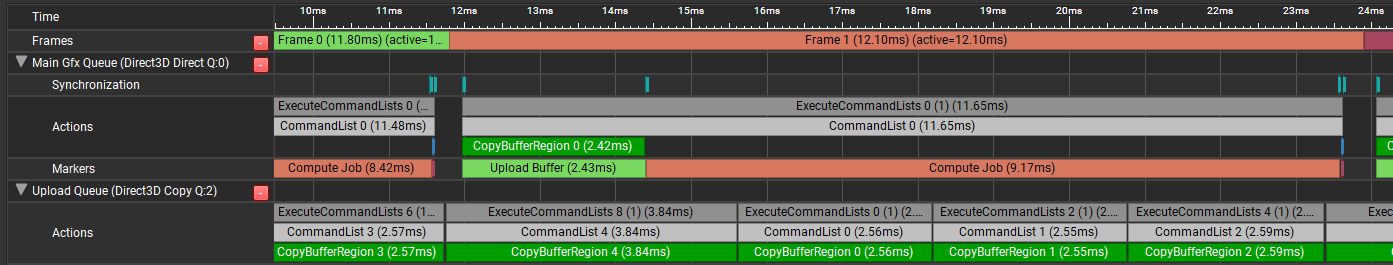 Time 10ms 11ms 12ms 13ms 14ms 15ms 16ms 17ms 18ms 19ms 20ms 21ms 22ms 23ms 24ms
Frames - Frame 0 (11.80ms) (active=1... Frame 1 (12.10ms) (active=12.10ms)
Main Gfx Queue (Direct3D Direct Q:0) -
Synchronization
ExecuteCommandLists 0 (... ExecuteCommandLists 0 (1) (11.65ms)
Actions CommandList 0 (11.48ms) CommandList 0 (11.65ms)
CopyBufferRegion 0 (2.42ms) C
Markers Compute Job (8.42ms) Upload Buffer (2.43ms) Compute Job (9.17ms)
Upload Queue (Direct3D Copy Q:2) -
ExecuteCommandLists 6 (1... ExecuteCommandLists 8 (1) (3.84ms) ExecuteCommandLists 0 (1) (2.... ExecuteCommandLists 2 (1) (2.... ExecuteCommandLists 4 (1) (2.... Exec
Actions CommandList 3 (2.57ms) CommandList 4 (3.84ms) CommandList 0 (2.56ms) CommandList 1 (2.55ms) CommandList 2 (2.59ms)
CopyBufferRegion 3 (2.57ms) CopyBufferRegion 4 (3.84ms) CopyBufferRegion 0 (2.56ms) CopyBufferRegion 1 (2.55ms) CopyBufferRegion 2 (2.59ms)